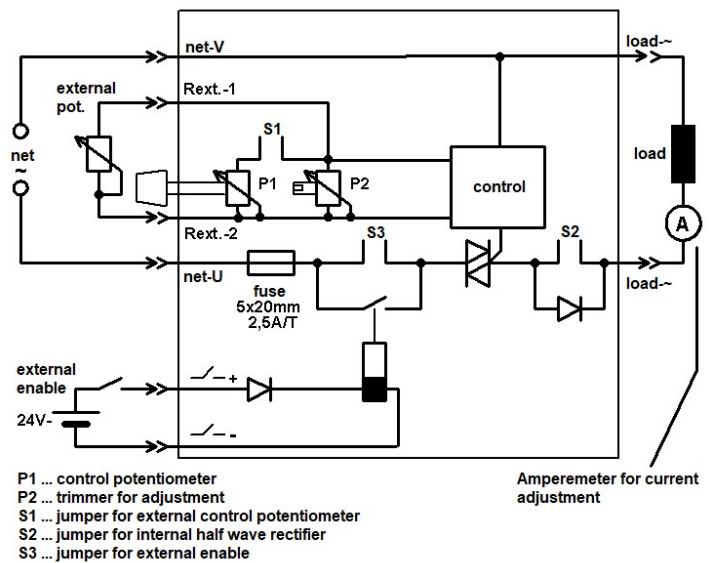 net-V
load-~
external
pot.
Rext.-1
S1
net
~
P1
P2
control
load
A
Rext.-2
S3
S2
net-U
load-~
fuse
5x20mm
2,5A/T
external
enable
+
24V-
-
P1 ... control potentiometer
P2 ... trimmer for adjustment
S1 ... jumper for external control potentiometer
S2 ... jumper for internal half wave rectifier
S3 ... jumper for external enable
Amperemeter for current
adjustment